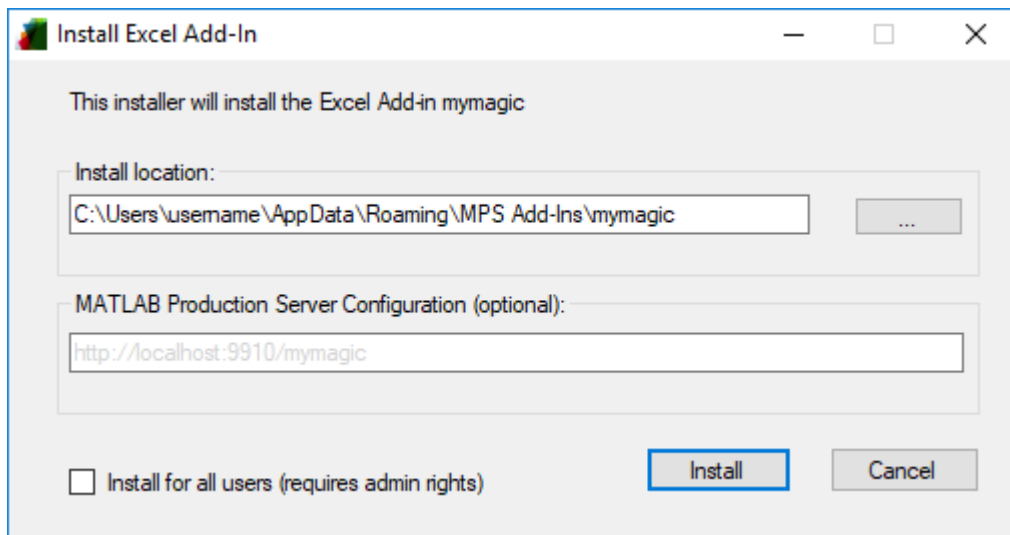 Install Excel Add-In
This installer will install the Excel Add-in mymagic
Install location:
C:\Users\username\AppData\Roaming\MPS Add-Ins\mymagic
...
MATLAB Production Server Configuration (optional):
http://localhost:9910/mymagic
Install for all users (requires admin rights)
Install
Cancel